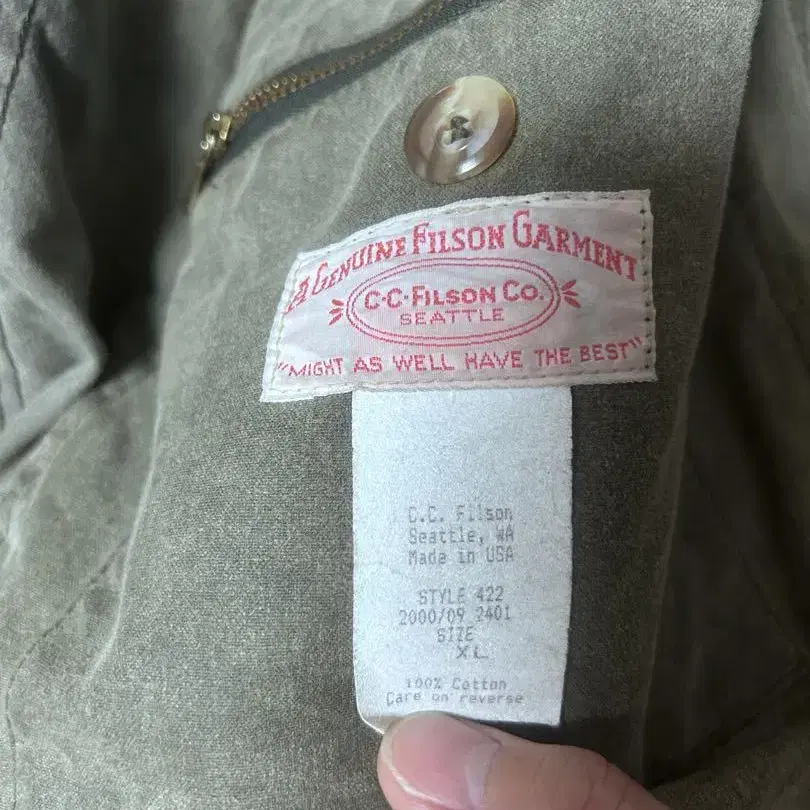 A GENUINE FILSON GARMENT
C·C·FILSON CO.
SEATTLE
"MIGHT AS WELL HAVE THE BEST"
C.C. Filson
Seattle, WA
Made in USA
STYLE 422
2000/09 2401
SIZE
XL
100% Cotton
Care on reverse